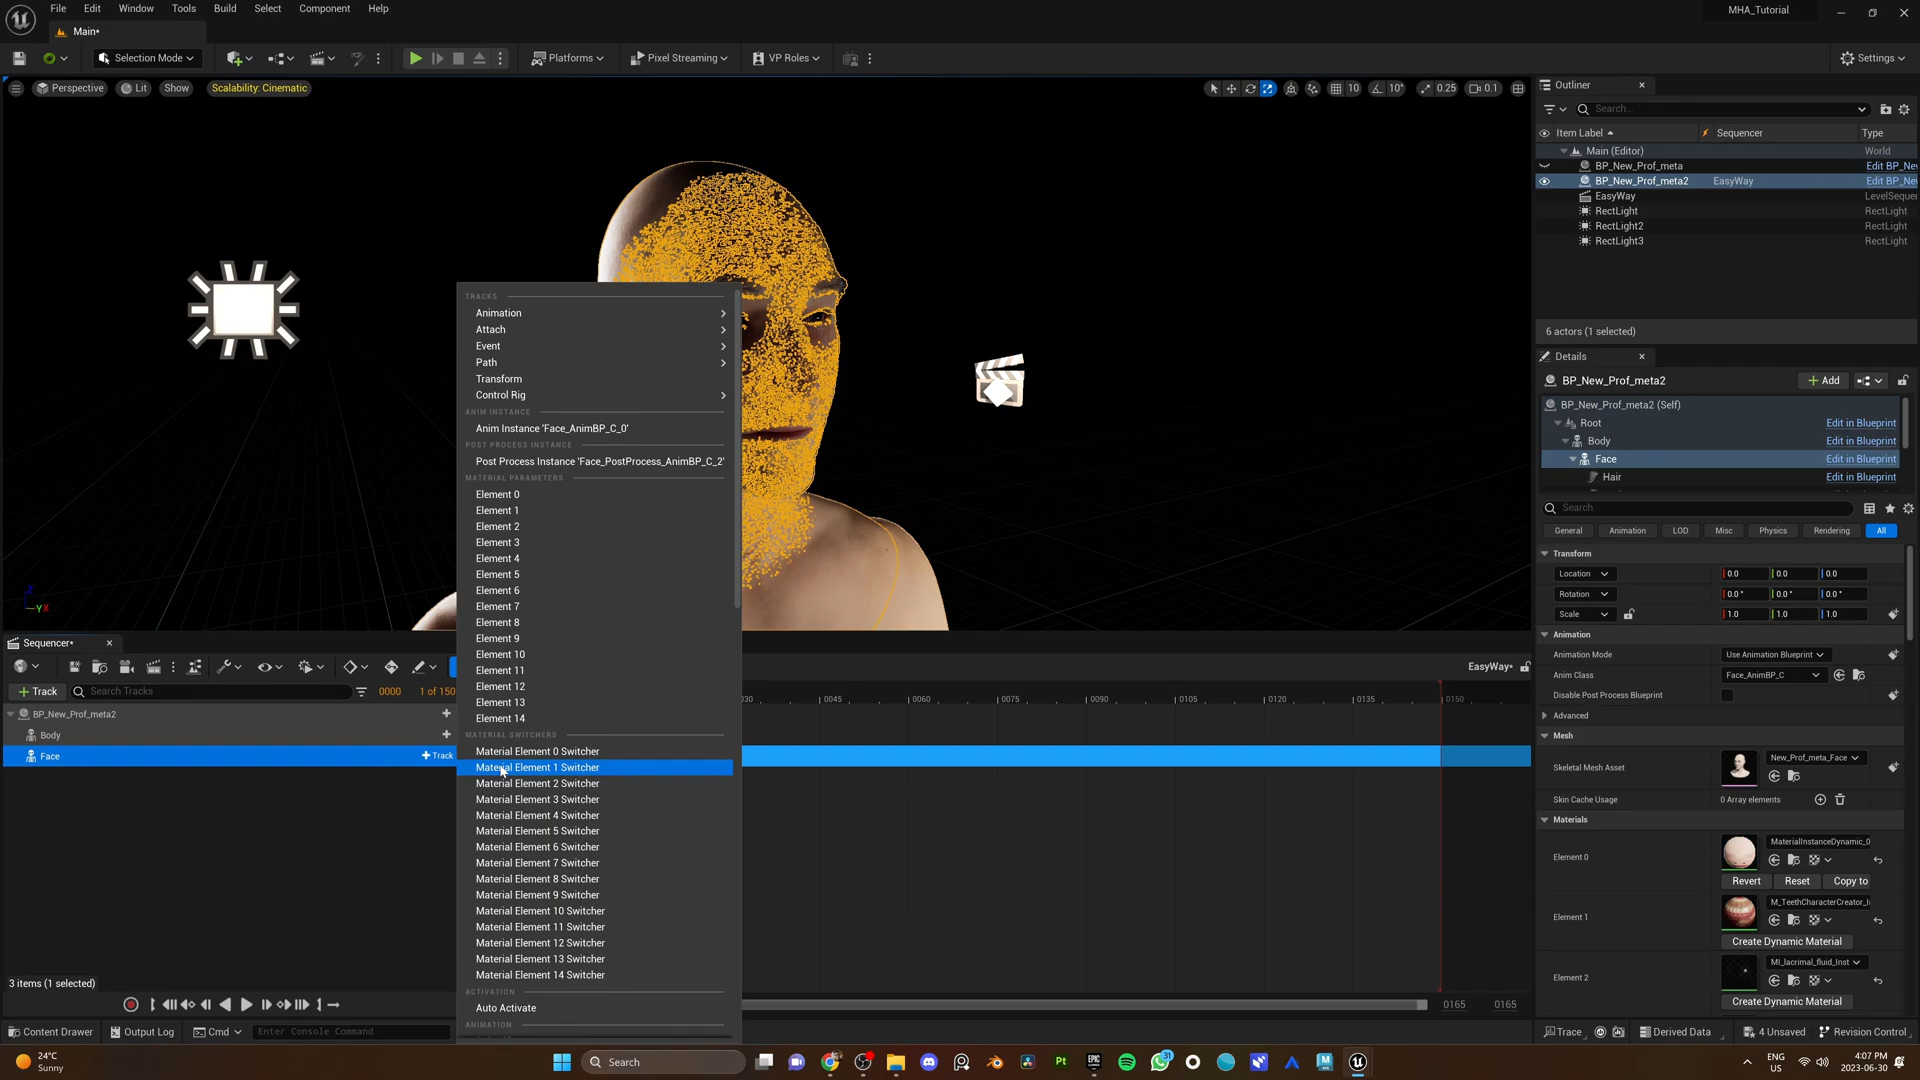 File Edit Window Tools Build Select Component Help
MHA_Tutorial
Main*
Selection Mode
Platforms
Pixel Streaming
VP Roles
Settings
Perspective Lit Show Scalability: Cinematic
10 10° 0.25 0.1
Outliner
Search...
Item Label Sequencer Type
Main (Editor) World
BP_New_Prof_meta Edit BP_Ne
BP_New_Prof_meta2 EasyWay Edit BP_Ne
EasyWay LevelSequer
RectLight RectLight
RectLight2 RectLight
RectLight3 RectLight
6 actors (1 selected)
Details
BP_New_Prof_meta2
Add
BP_New_Prof_meta2 (Self)
Root Edit in Blueprint
Body Edit in Blueprint
Face Edit in Blueprint
Hair Edit in Blueprint
Search
General Animation LOD Misc Physics Rendering All
Transform
Location 0.0 0.0 0.0
Rotation 0.0° 0.0° 0.0°
Scale 1.0 1.0 1.0
Animation
Animation Mode Use Animation Blueprint
Anim Class Face_AnimBP_C
Disable Post Process Blueprint
Advanced
Mesh
Skeletal Mesh Asset New_Prof_meta_Face
Skin Cache Usage 0 Array elements
Materials
Element 0 MaterialInstanceDynamic_0
Revert Reset Copy to
Element 1 M_TeethCharacterCreator_I
Create Dynamic Material
Element 2 MI_lacrimal_fluid_Inst
Create Dynamic Material
TRACKS
Animation
Attach
Event
Path
Transform
Control Rig
ANIM INSTANCE
Anim Instance 'Face_AnimBP_C_0'
POST PROCESS INSTANCE
Post Process Instance 'Face_PostProcess_AnimBP_C_2'
MATERIAL PARAMETERS
Element 0
Element 1
Element 2
Element 3
Element 4
Element 5
Element 6
Element 7
Element 8
Element 9
Element 10
Element 11
Element 12
Element 13
Element 14
MATERIAL SWITCHERS
Material Element 0 Switcher
Material Element 1 Switcher
Material Element 2 Switcher
Material Element 3 Switcher
Material Element 4 Switcher
Material Element 5 Switcher
Material Element 6 Switcher
Material Element 7 Switcher
Material Element 8 Switcher
Material Element 9 Switcher
Material Element 10 Switcher
Material Element 11 Switcher
Material Element 12 Switcher
Material Element 13 Switcher
Material Element 14 Switcher
ACTIVATION
Auto Activate
ANIMATION
Sequencer*
EasyWay*
Track Search Tracks 0000 1 of 150
030 0045 0060 0075 0090 0105 0120 0135 0150
BP_New_Prof_meta2
Body
Face Track
3 items (1 selected)
0165 0165
Content Drawer Output Log Cmd Enter Console Command
Trace Derived Data 4 Unsaved Revision Control
24°C
Sunny
Search
Pt
EPIC
31
ENG
US
4:07 PM
2023-06-30